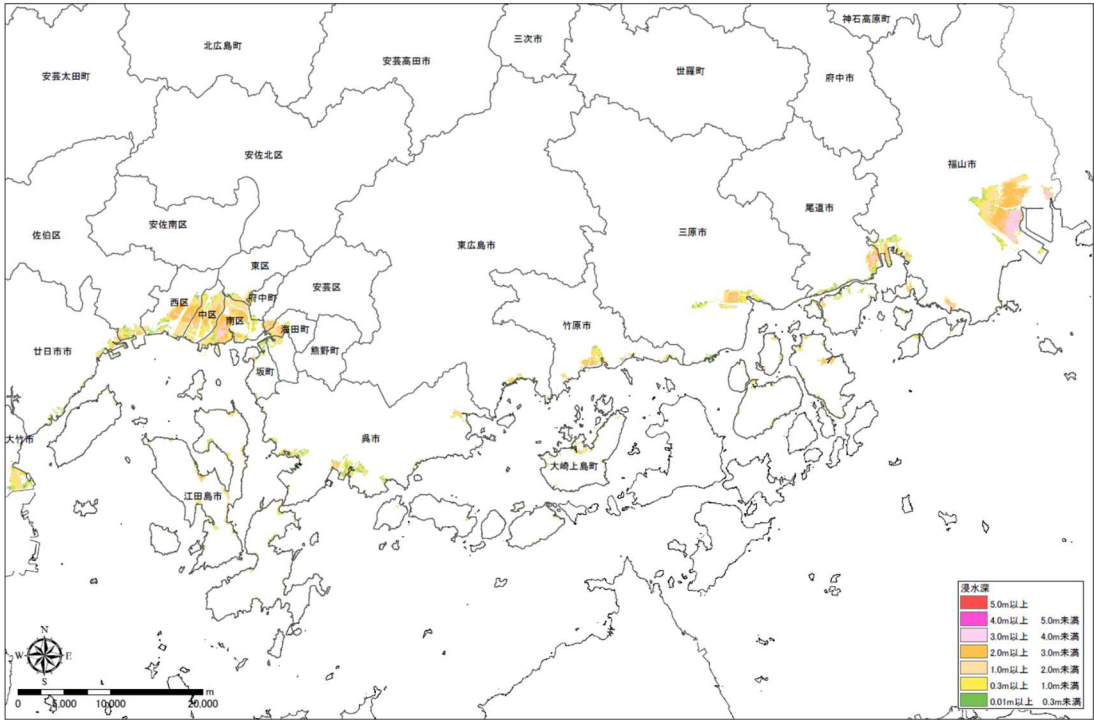 神石高原町
北広島町
三次市
安芸高田市
安芸太田町
世羅町
府中市
安佐北区
福山市
安佐南区
尾道市
佐伯区
三原市
東広島市
東区
安芸区
府中町
西区
中区
南区
海田町
竹原市
熊野町
廿日市市
坂町
大竹市
呉市
大崎上島町
江田島市
浸水深
5.0m以上
4.0m以上 5.0m未満
3.0m以上 4.0m未満
2.0m以上 3.0m未満
1.0m以上 2.0m未満
0.3m以上 1.0m未満
0.01m以上 0.3m未満
N
W E
S
m
0 5,000 10,000 20,000